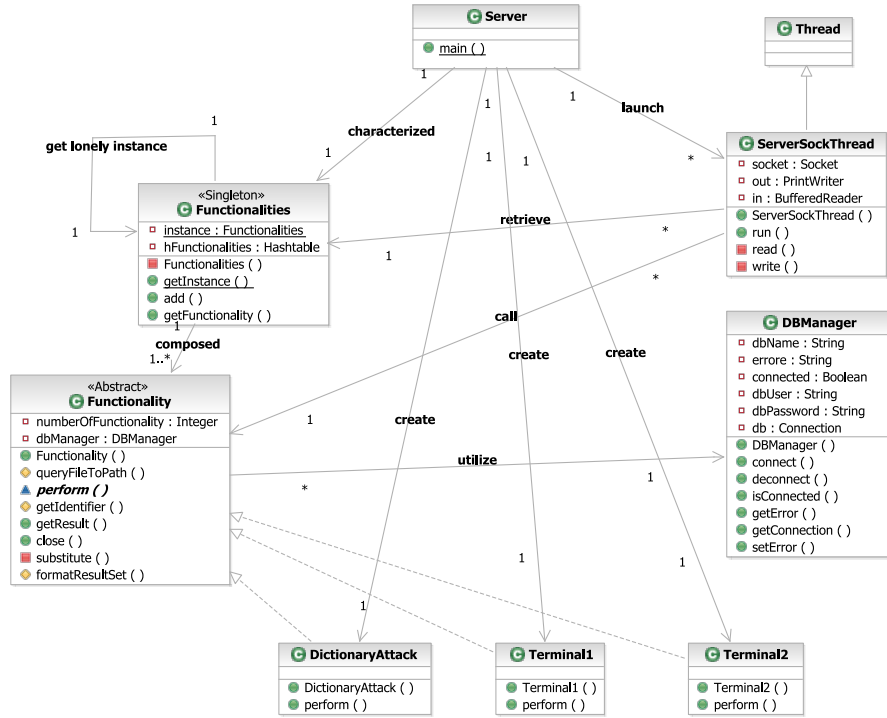 Server
main ( )
Thread
1
1
1
1
1
1
launch
characterized
1
*
get lonely instance
1
1
ServerSockThread
socket : Socket
out : PrintWriter
in : BufferedReader
ServerSockThread ( )
run ( )
read ( )
write ( )
«Singleton»
Functionalities
instance : Functionalities
hFunctionalities : Hashtable
Functionalities ( )
getInstance ( )
add ( )
getFunctionality ( )
retrieve
*
1
*
call
1
1
composed
1..*
create
create
create
DBManager
dbName : String
errore : String
connected : Boolean
dbUser : String
dbPassword : String
db : Connection
DBManager ( )
connect ( )
deconnect ( )
isConnected ( )
getError ( )
getConnection ( )
setError ( )
«Abstract»
Functionality
numberOfFunctionality : Integer
dbManager : DBManager
Functionality ( )
queryFileToPath ( )
perform ( )
getIdentifier ( )
getResult ( )
close ( )
substitute ( )
formatResultSet ( )
utilize
*
1
1
1
1
DictionaryAttack
DictionaryAttack ( )
perform ( )
Terminal1
Terminal1 ( )
perform ( )
Terminal2
Terminal2 ( )
perform ( )